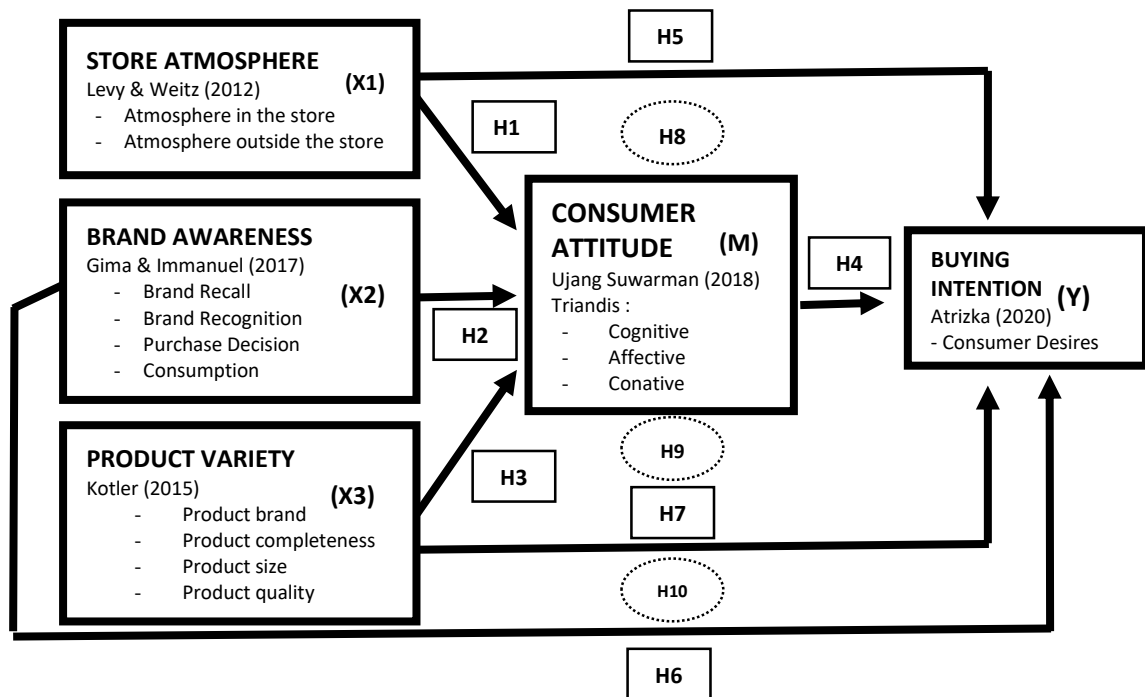 H5
STORE ATMOSPHERE
Levy & Weitz (2012)
(X1)
- Atmosphere in the store
- Atmosphere outside the store
H1
H8
BRAND AWARENESS
Gima & Immanuel (2017)
- Brand Recall
(X2)
- Brand Recognition
- Purchase Decision
- Consumption
H2
CONSUMER
ATTITUDE
(M)
Ujang Suwarman (2018)
Triandis :
- Cognitive
- Affective
- Conative
H4
BUYING
INTENTION
(Y)
Atrizka (2020)
- Consumer Desires
PRODUCT VARIETY
Kotler (2015)
(X3)
- Product brand
- Product completeness
- Product size
- Product quality
H3
H9
H7
H10
H6